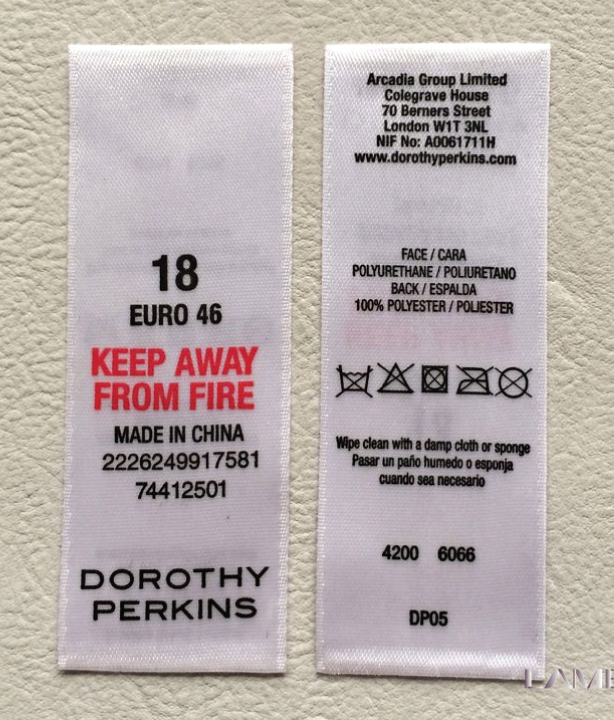 18
EURO 46
KEEP AWAY
FROM FIRE
MADE IN CHINA
2226249917581
74412501
DOROTHY
PERKINS
Arcadia Group Limited
Colegrave House
70 Berners Street
London W1T 3NL
NIF No: A0061711H
www.dorothyperkins.com
FACE / CARA
POLYURETHANE / POLIURETANO
BACK / ESPALDA
100% POLYESTER / POLIESTER
Wipe clean with a damp cloth or sponge
Pasar un paño humedo o esponja
cuando sea necesario
4200 6066
DP05